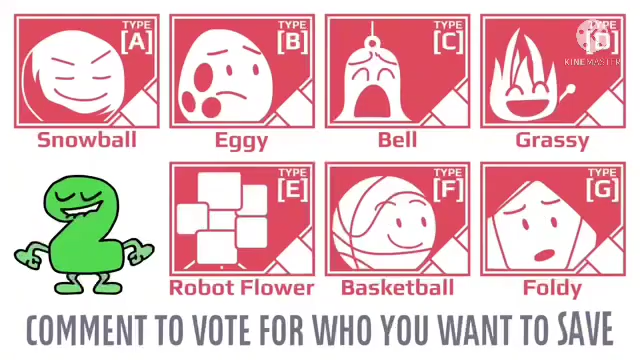 TYPE [A]
TYPE [B]
TYPE [C]
TYPE [D]
KINEMASTER
Snowball
Eggy
Bell
Grassy
TYPE [E]
TYPE [F]
TYPE [G]
Robot Flower
Basketball
Foldy
COMMENT TO VOTE FOR WHO YOU WANT TO SAVE